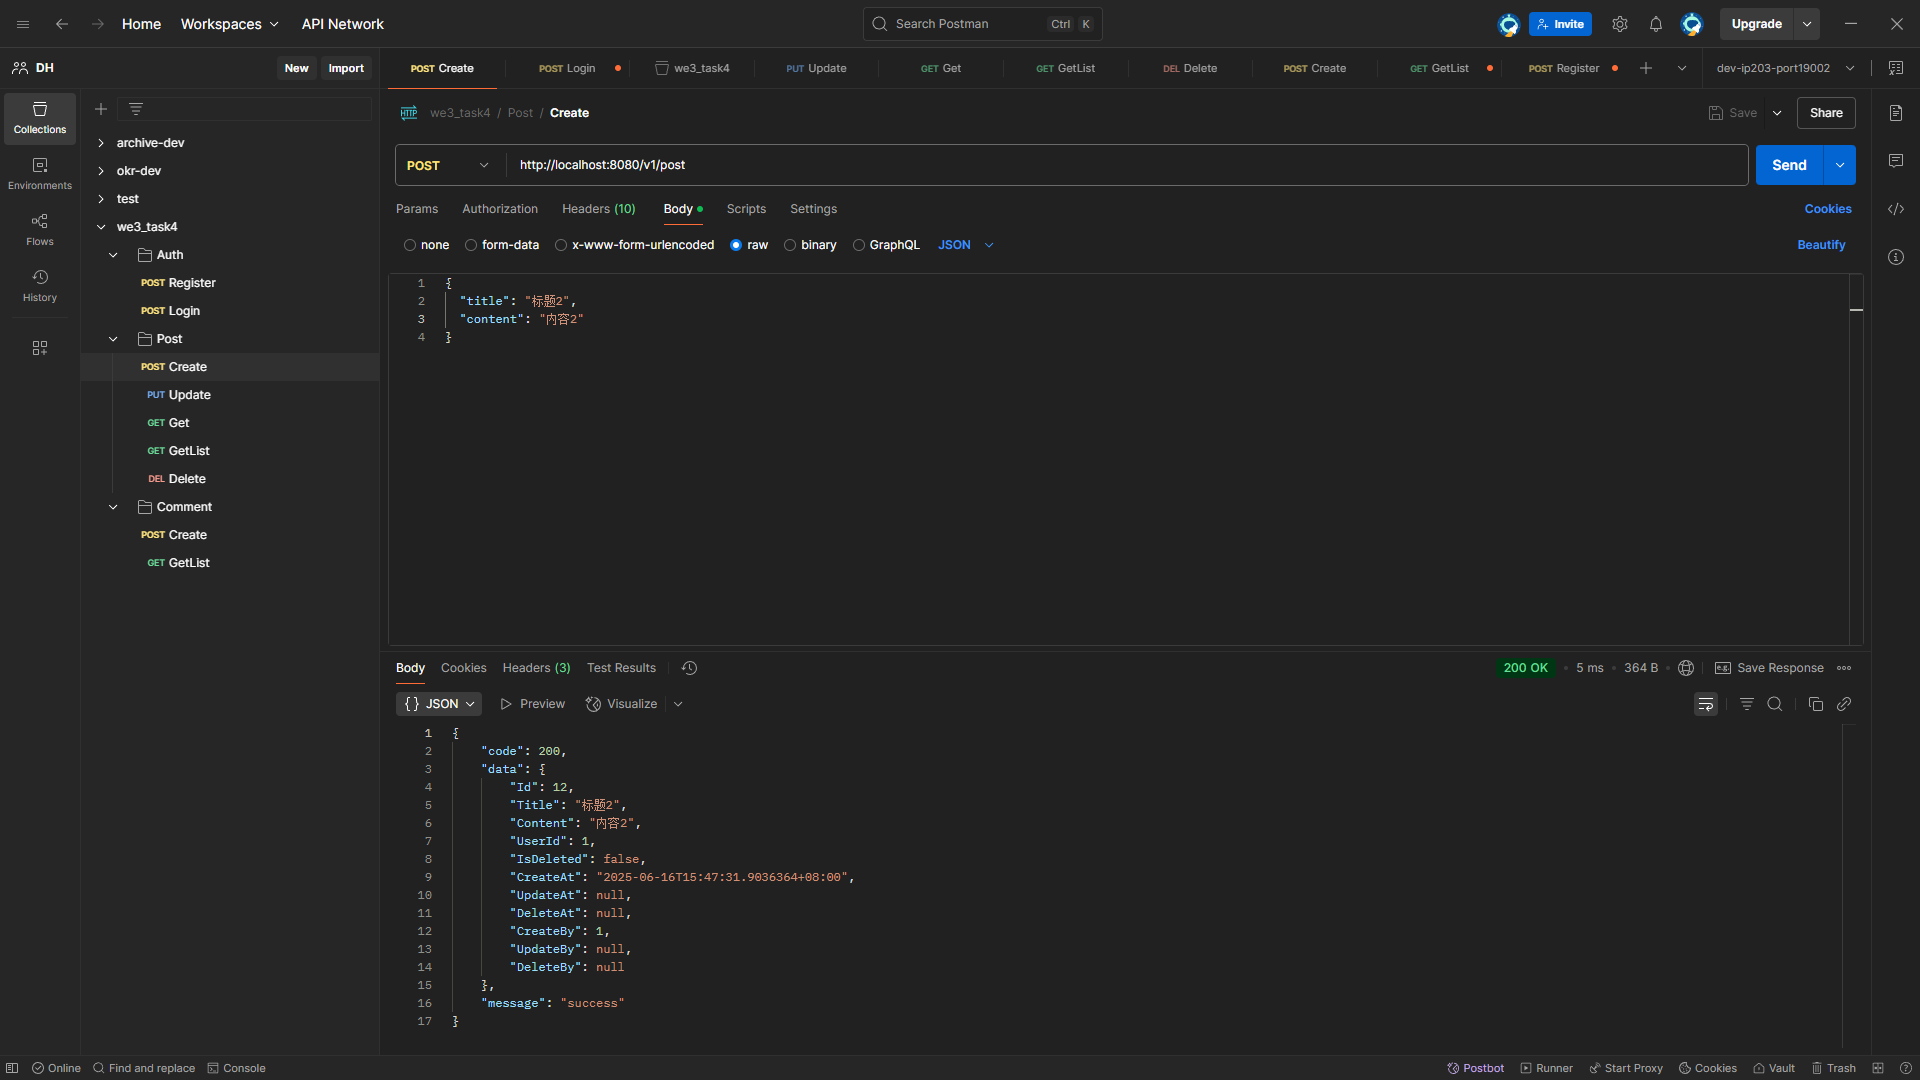 Home Workspaces API Network Search Postman Ctrl K Invite Upgrade
DH New Import
POST Create POST Login we3_task4 PUT Update GET Get GET GetList DEL Delete POST Create GET GetList POST Register dev-ip203-port19002
Collections
Environments
Flows
History
archive-dev
okr-dev
test
we3_task4
Auth
POST Register
POST Login
Post
POST Create
PUT Update
GET Get
GET GetList
DEL Delete
Comment
POST Create
GET GetList
HTTP we3_task4 / Post / Create Save Share
POST http://localhost:8080/v1/post Send
Params Authorization Headers (10) Body Scripts Settings Cookies
none form-data x-www-form-urlencoded raw binary GraphQL JSON Beautify
1 {
2 "title": "标题2",
3 "content": "内容2"
4 }
Body Cookies Headers (3) Test Results 200 OK 5 ms 364 B e.g. Save Response
{} JSON Preview Visualize
1 {
2 "code": 200,
3 "data": {
4 "Id": 12,
5 "Title": "标题2",
6 "Content": "内容2",
7 "UserId": 1,
8 "IsDeleted": false,
9 "CreateAt": "2025-06-16T15:47:31.9036364+08:00",
10 "UpdateAt": null,
11 "DeleteAt": null,
12 "CreateBy": 1,
13 "UpdateBy": null,
14 "DeleteBy": null
15 },
16 "message": "success"
17 }
Online Find and replace Console Postbot Runner Start Proxy Cookies Vault Trash